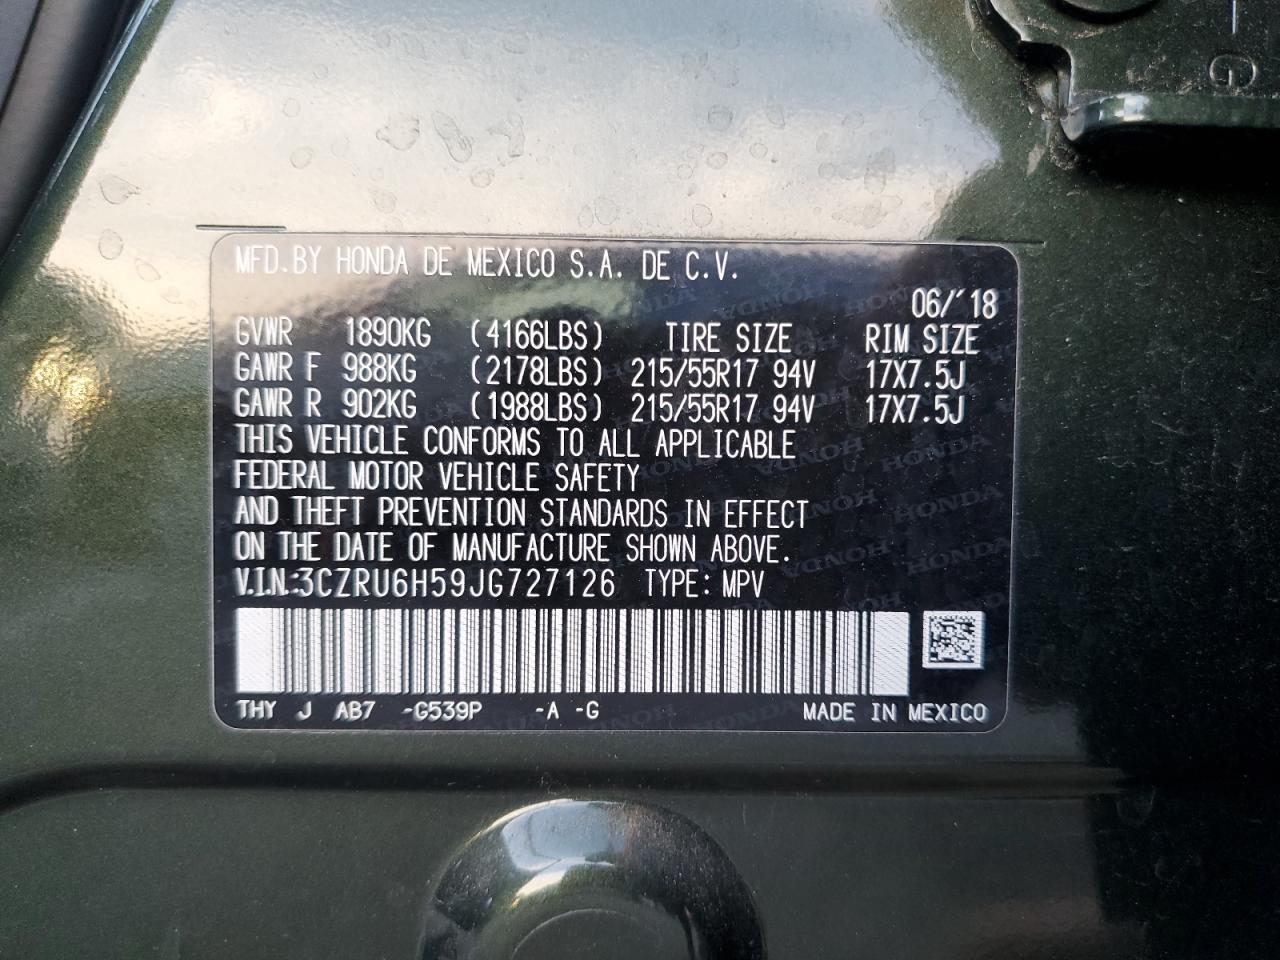 G
MFD.BY HONDA DE MEXICO S.A. DE C.V.
06/'18
GVWR 1890KG (4166LBS) TIRE SIZE RIM SIZE
GAWR F 988KG (2178LBS) 215/55R17 94V 17X7.5J
GAWR R 902KG (1988LBS) 215/55R17 94V 17X7.5J
THIS VEHICLE CONFORMS TO ALL APPLICABLE
FEDERAL MOTOR VEHICLE SAFETY
AND THEFT PREVENTION STANDARDS IN EFFECT
ON THE DATE OF MANUFACTURE SHOWN ABOVE.
V.I.N.:3CZRU6H59JG727126 TYPE: MPV
THY J AB7 -G539P -A -G MADE IN MEXICO